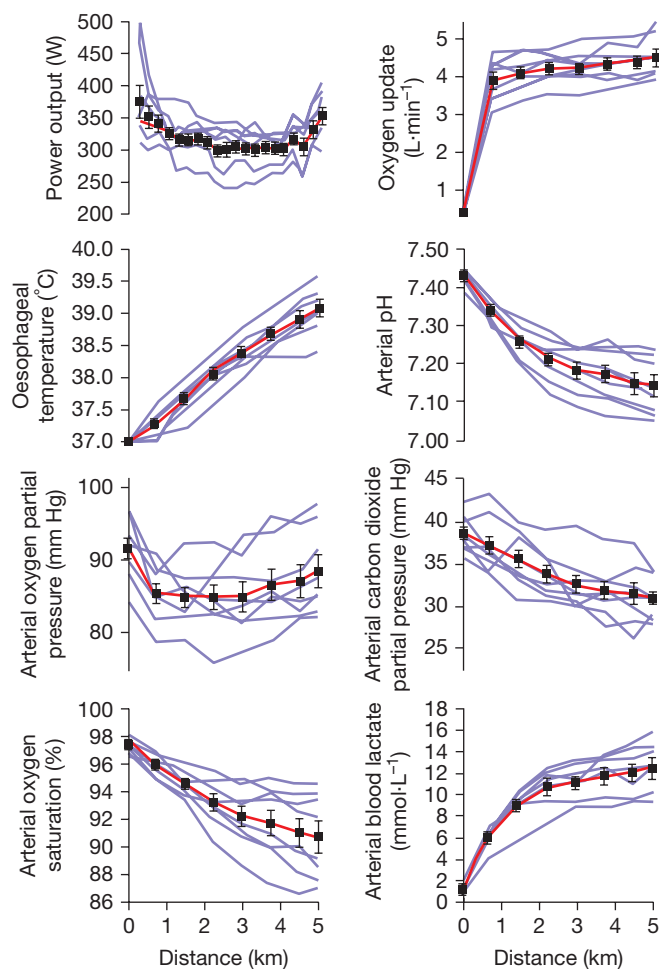 Power output (W)
500
450
400
350
300
250
200
Oxygen update
(L·min−1)
5
4
3
2
1
Oesophageal
temperature (˚C)
40.0
39.0
38.0
37.5
37.0
Arterial pH
7.50
7.40
7.30
7.20
7.10
7.00
Arterial oxygen partial
pressure (mm Hg)
100
90
80
Arterial carbon dioxide
partial pressure (mm Hg)
45
40
35
30
25
Arterial oxygen
saturation (%)
98
96
94
92
90
88
86
0 1 2 3 4 5
Distance (km)
Arterial blood lactate
(mmol·L−1)
18
16
14
12
10
8
6
4
2
0
0 1 2 3 4 5
Distance (km)